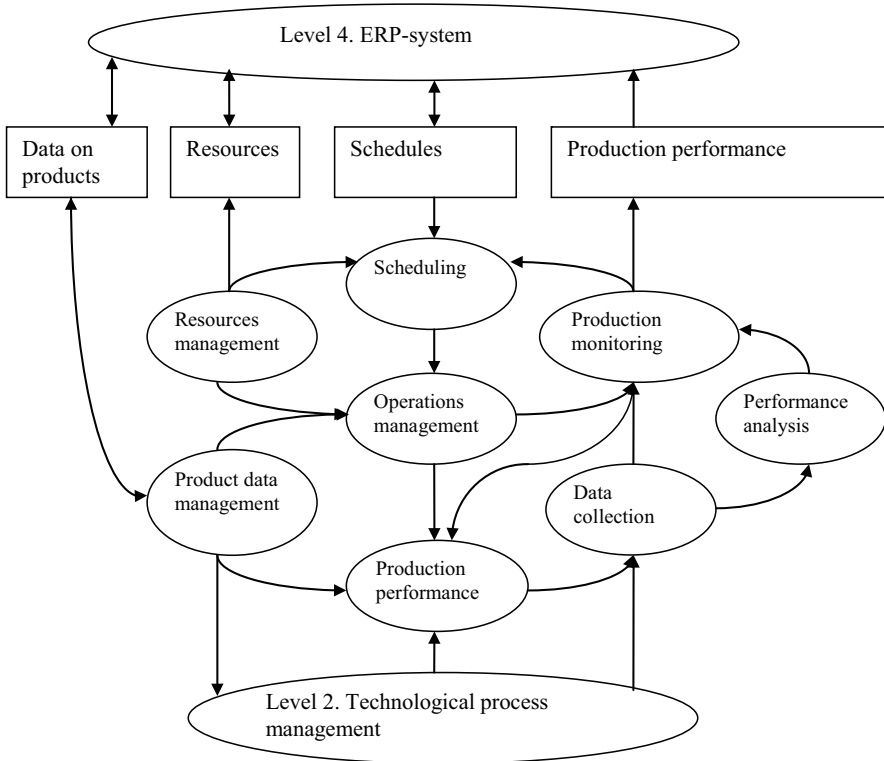 Level 4. ERP-system
Data on
products
Resources
Schedules
Production performance
Scheduling
Resources
management
Production
monitoring
Operations
management
Performance
analysis
Product data
management
Data
collection
Production
performance
Level 2. Technological process
management